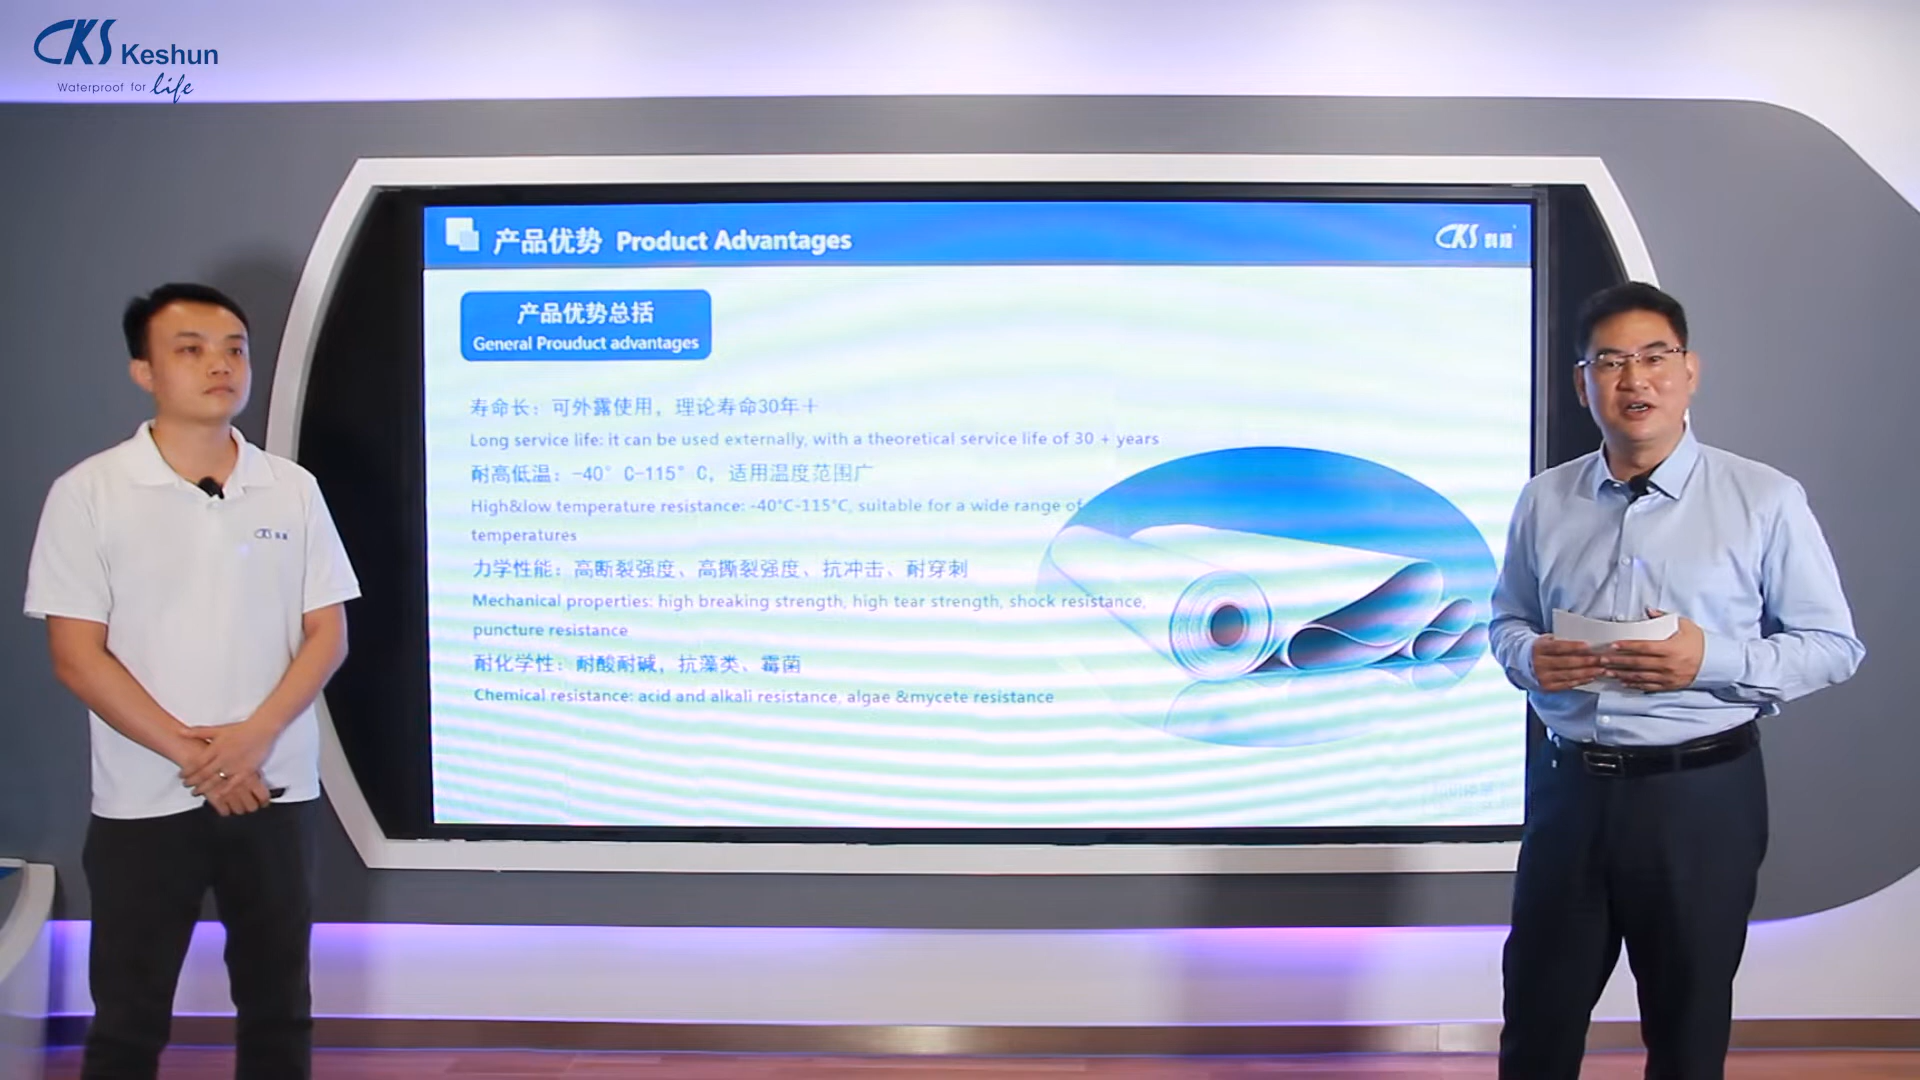 CKS Keshun
Waterproof for life
产品优势 Product Advantages
CKS 科顺
产品优势总括
General Prouduct advantages
寿命长：可外露使用，理论寿命30年＋
Long service life: it can be used externally, with a theoretical service life of 30 + years
耐高低温：-40° C-115° C，适用温度范围广
High&low temperature resistance: -40°C-115°C, suitable for a wide range of
temperatures
力学性能：高断裂强度、高撕裂强度、抗冲击、耐穿刺
Mechanical properties: high breaking strength, high tear strength, shock resistance,
puncture resistance
耐化学性：耐酸耐碱，抗藻类、霉菌
Chemical resistance: acid and alkali resistance, algae &mycete resistance
CKS 科顺